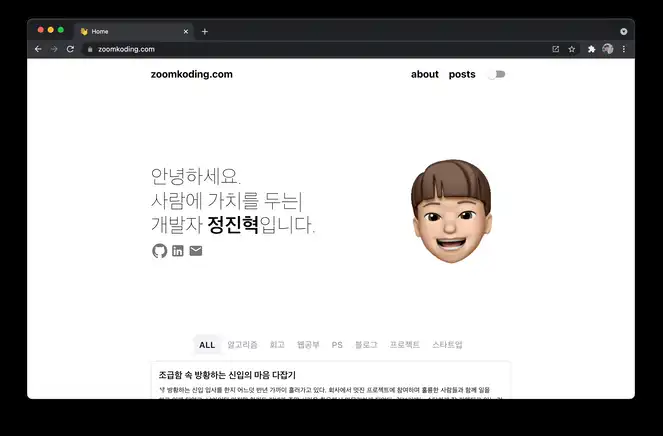 Home
zoomkoding.com
zoomkoding.com
about
posts
안녕하세요.
사람에 가치를 두는
개발자 정진혁입니다.
ALL
알고리즘
회고
웹공부
PS
블로그
프로젝트
스타트업
조급함 속 방황하는 신입의 마음 다잡기
방황하는 신입 입사를 한지 어느덧 반년 가까이 흘러가고 있다. 회사에서 멋진 프로젝트에 참여하며 훌륭한 사람들과 함께 일을